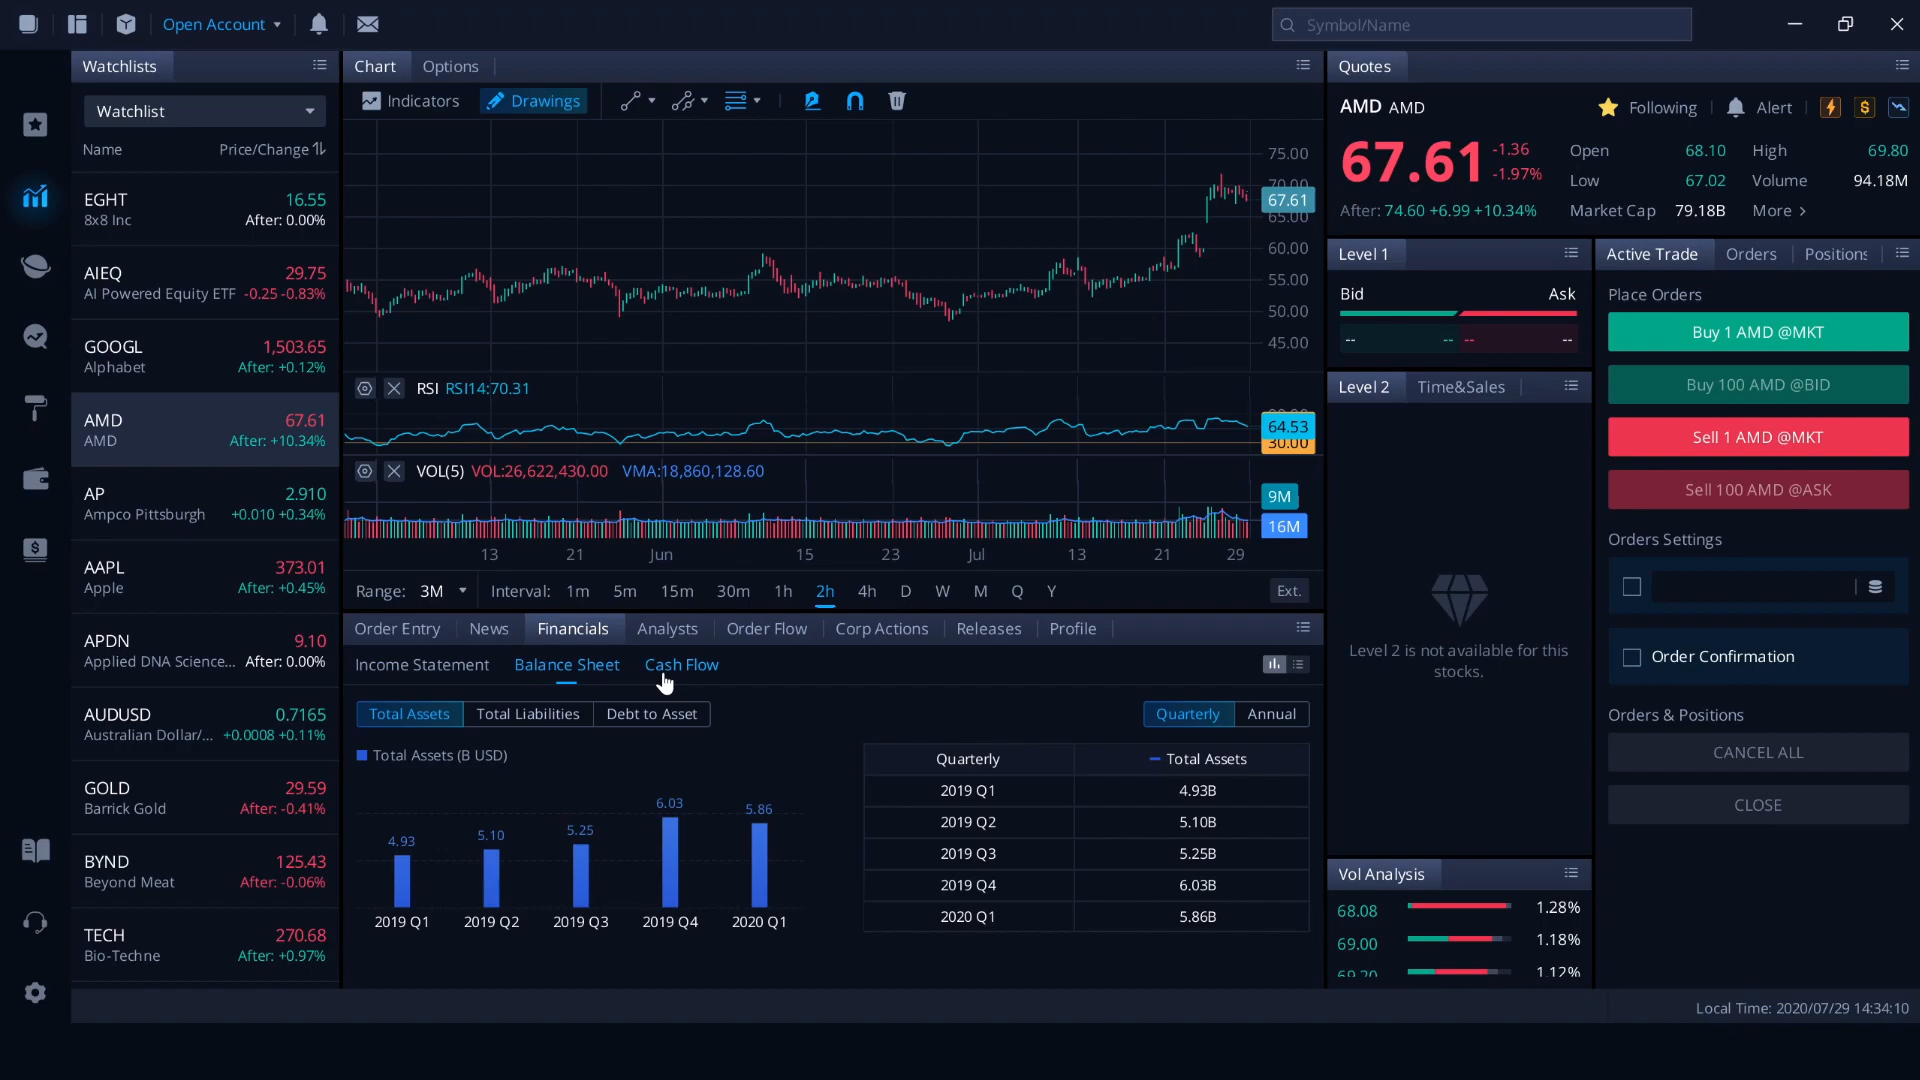 Open Account
Symbol/Name
Watchlists
Watchlist
Name Price/Change
EGHT 16.55
8x8 Inc After: 0.00%
AIEQ 29.75
AI Powered Equity ETF -0.25 -0.83%
GOOGL 1,503.65
Alphabet After: +0.12%
AMD 67.61
AMD After: +10.34%
AP 2.910
Ampco Pittsburgh +0.010 +0.34%
AAPL 373.01
Apple After: +0.45%
APDN 9.10
Applied DNA Science... After: 0.00%
AUDUSD 0.7165
Australian Dollar/... +0.0008 +0.11%
GOLD 29.59
Barrick Gold After: -0.41%
BYND 125.43
Beyond Meat After: -0.06%
TECH 270.68
Bio-Techne After: +0.97%
Chart Options
Indicators Drawings
75.00
70.00
67.61
65.00
60.00
55.00
50.00
45.00
RSI RSI14:70.31
64.53
30.00
VOL(5) VOL:26,622,430.00 VMA:18,860,128.60
9M
16M
13 21 Jun 15 23 Jul 13 21 29
Range: 3M Interval: 1m 5m 15m 30m 1h 2h 4h D W M Q Y Ext.
Order Entry News Financials Analysts Order Flow Corp Actions Releases Profile
Income Statement Balance Sheet Cash Flow
Total Assets Total Liabilities Debt to Asset Quarterly Annual
Total Assets (B USD)
4.93 5.10 5.25 6.03 5.86
2019 Q1 2019 Q2 2019 Q3 2019 Q4 2020 Q1
Quarterly Total Assets
2019 Q1 4.93B
2019 Q2 5.10B
2019 Q3 5.25B
2019 Q4 6.03B
2020 Q1 5.86B
Quotes
AMD AMD Following Alert
67.61 -1.36
-1.97%
After: 74.60 +6.99 +10.34%
Open 68.10 High 69.80
Low 67.02 Volume 94.18M
Market Cap 79.18B More >
Level 1
Bid Ask
-- -- -- --
Level 2 Time&Sales
Level 2 is not available for this
stocks.
Vol Analysis
68.08 1.28%
69.00 1.18%
69.20 1.12%
Active Trade Orders Positions
Place Orders
Buy 1 AMD @MKT
Buy 100 AMD @BID
Sell 1 AMD @MKT
Sell 100 AMD @ASK
Orders Settings
Order Confirmation
Orders & Positions
CANCEL ALL
CLOSE
Local Time: 2020/07/29 14:34:10